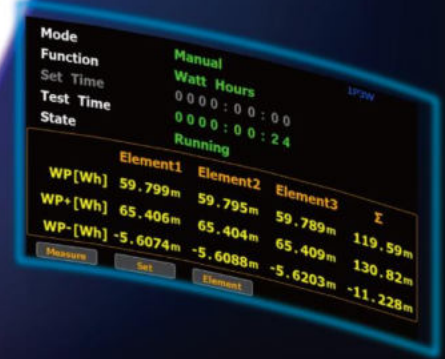 Mode Manual 1P3W
Function Watt Hours
Set Time 0000:00:00
Test Time 0000:00:24
State Running
Element1 Element2 Element3 Σ
WP[Wh] 59.799m 59.795m 59.789m 119.59m
WP+[Wh] 65.406m 65.404m 65.409m 130.82m
WP-[Wh] -5.6074m -5.6088m -5.6203m -11.228m
Measure Set Element